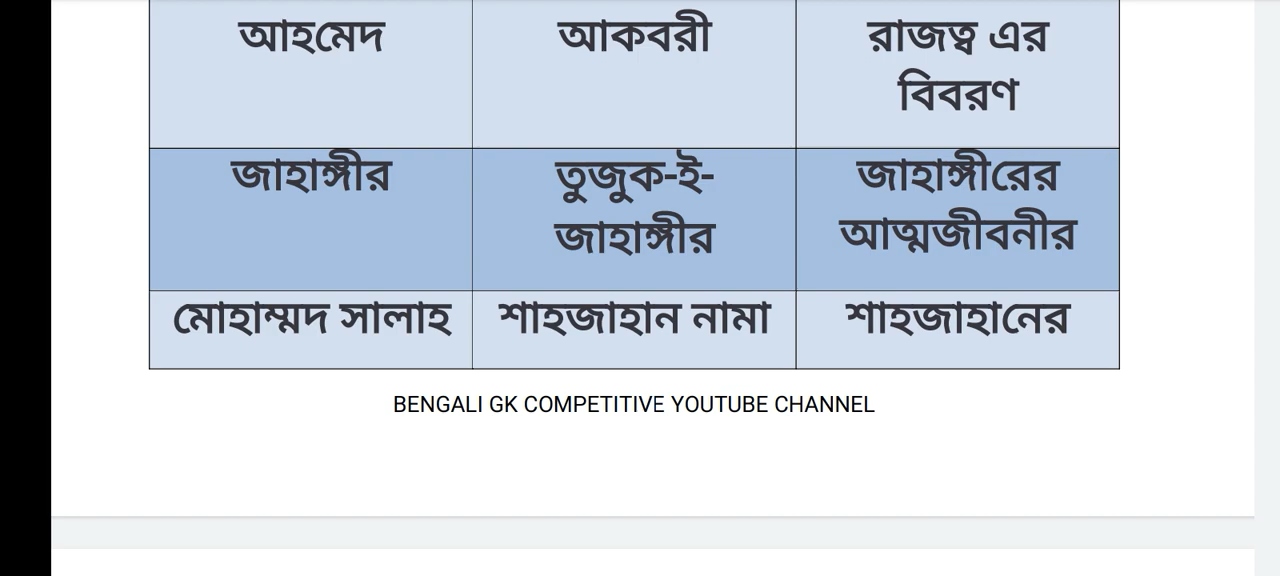 আহমেদ আকবরী রাজত্ব এর
বিবরণ
জাহাঙ্গীর তুজুক-ই- জাহাঙ্গীরের
জাহাঙ্গীর আত্মজীবনীর
মোহাম্মদ সালাহ শাহজাহান নামা শাহজাহানের
BENGALI GK COMPETITIVE YOUTUBE CHANNEL